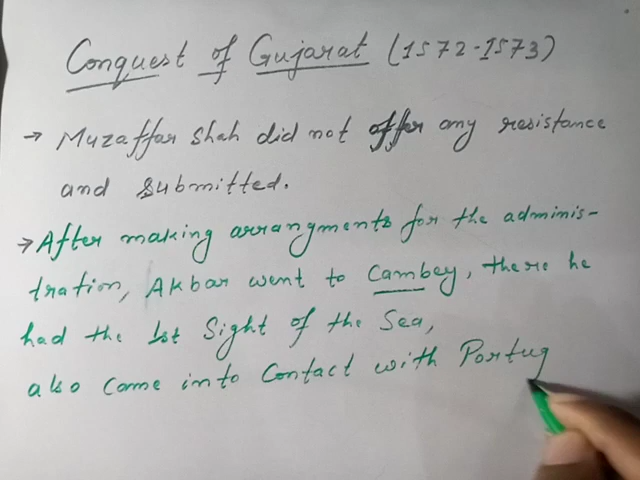 Conquest of Gujarat (1572-1573)
→ Muzaffar Shah did not offer any resistance
and submitted.
→ After making arrangments for the adminis-
tration, Akbar went to Cambey, there he
had the 1st Sight of the Sea,
also came into Contact with Portug